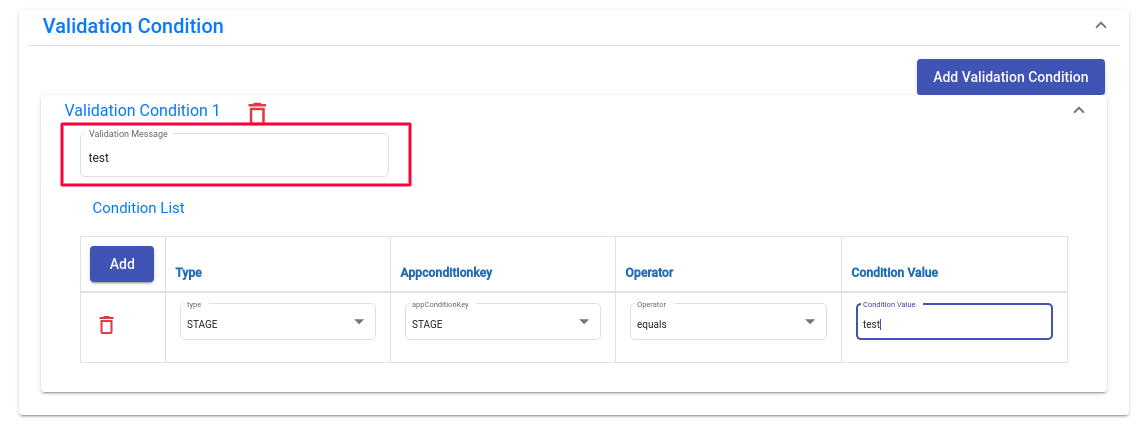 Validation Condition
Add Validation Condition
Validation Condition 1
Validation Message
test
Condition List
Add Type Appconditionkey Operator Condition Value
type appConditionKey Operator Condition Value
STAGE STAGE equals test